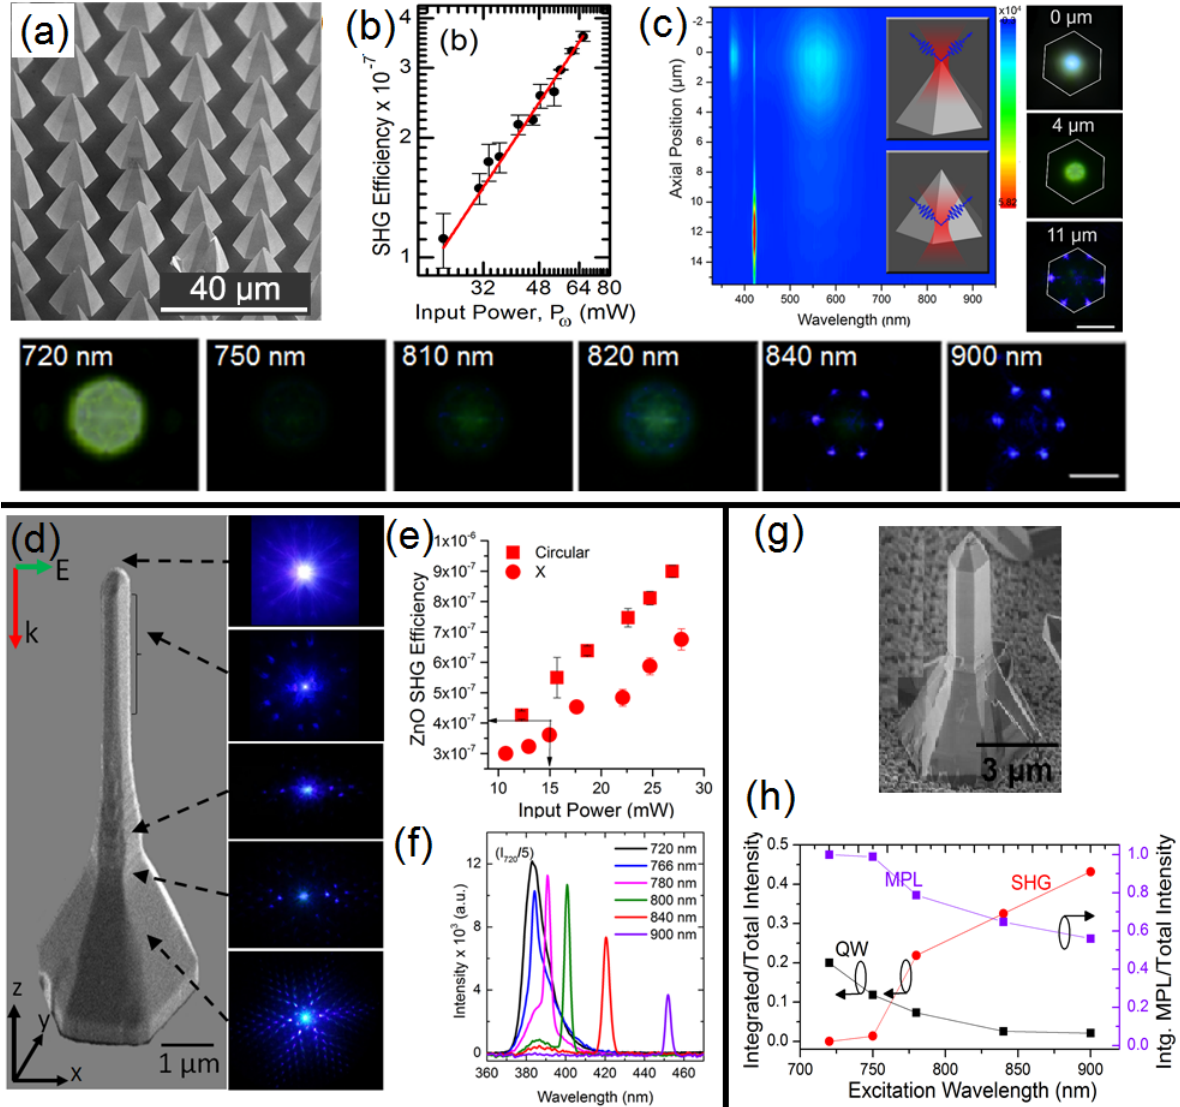 (a)
40 µm
(b)
(b)
SHG Efficiency x 10⁻⁷
4
3
2
1
32 48 64 80
Input Power, Pω (mW)
(c)
Axial Position (µm)
-2
0
2
4
6
8
10
12
14
400 500 600 700 800 900
Wavelength (nm)
x 10⁴
5.82
0 µm
4 µm
11 µm
720 nm
750 nm
810 nm
820 nm
840 nm
900 nm
(d)
E
k
z
y
x
1 µm
(e)
ZnO SHG Efficiency
1x10⁻⁶
9x10⁻⁷
8x10⁻⁷
7x10⁻⁷
6x10⁻⁷
5x10⁻⁷
4x10⁻⁷
3x10⁻⁷
Circular
X
10 15 20 25 30
Input Power (mW)
(f)
(I₇₂₀/5)
Intensity x 10³ (a.u.)
12
8
4
0
720 nm
766 nm
780 nm
800 nm
840 nm
900 nm
360 380 400 420 440 460
Wavelength (nm)
(g)
3 µm
(h)
Integrated/Total Intensity
0.5
0.4
0.3
0.2
0.1
0.0
MPL
SHG
QW
1.0
0.8
0.6
0.4
0.2
0.0
Intg. MPL/Total Intensity
700 750 800 850 900
Excitation Wavelength (nm)